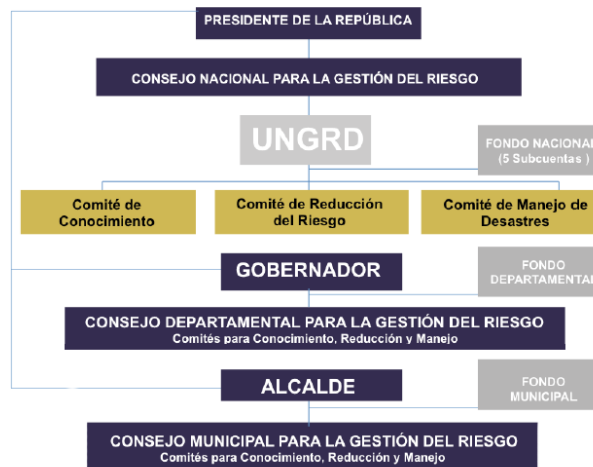 PRESIDENTE DE LA REPÚBLICA
CONSEJO NACIONAL PARA LA GESTIÓN DEL RIESGO
UNGRD
FONDO NACIONAL
(5 Subcuentas )
Comité de
Conocimiento
Comité de Reducción
del Riesgo
Comité de Manejo de
Desastres
GOBERNADOR
FONDO
DEPARTAMENTAL
CONSEJO DEPARTAMENTAL PARA LA GESTIÓN DEL RIESGO
Comités para Conocimiento, Reducción y Manejo
ALCALDE
FONDO
MUNICIPAL
CONSEJO MUNICIPAL PARA LA GESTIÓN DEL RIESGO
Comités para Conocimiento, Reducción y Manejo